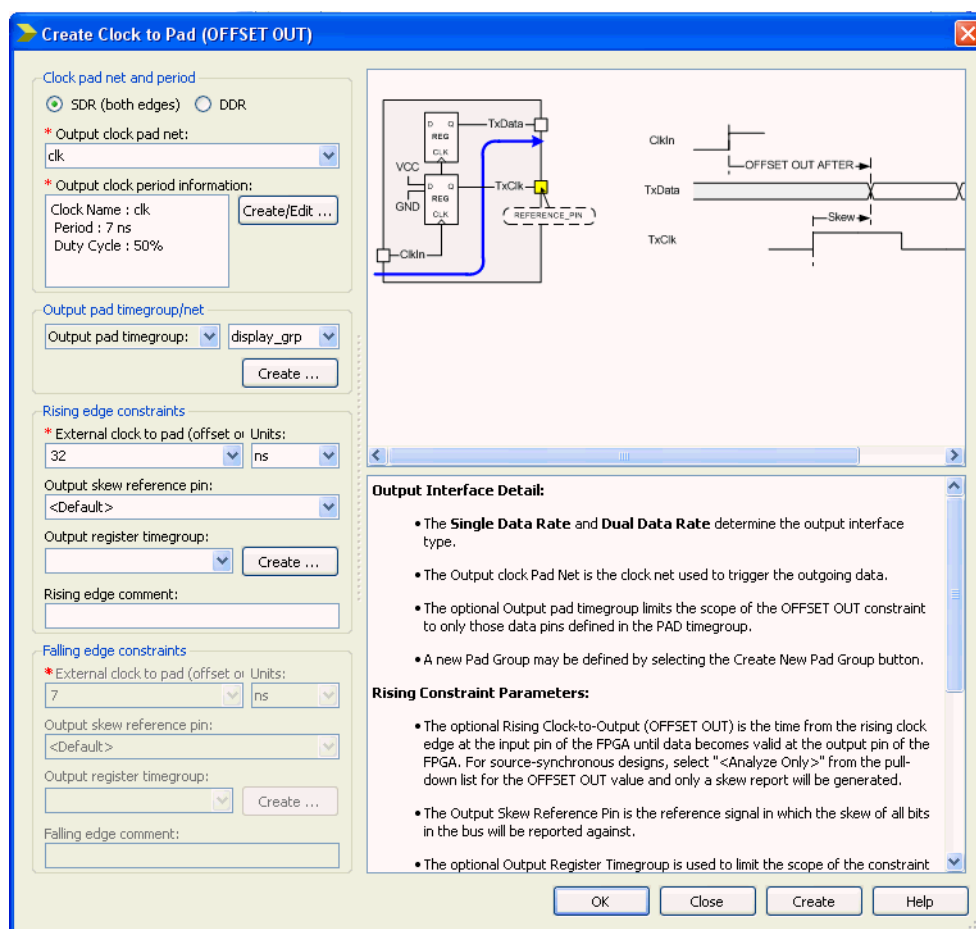 Create Clock to Pad (OFFSET OUT)
Clock pad net and period
SDR (both edges)
DDR
* Output clock pad net:
clk
* Output clock period information:
Clock Name : clk
Period : 7 ns
Duty Cycle : 50%
Create/Edit ...
Output pad timegroup/net
Output pad timegroup:
display_grp
Create ...
Rising edge constraints
* External clock to pad (offset ou
Units:
32
ns
Output skew reference pin:
<Default>
Output register timegroup:
Create ...
Rising edge comment:
Falling edge constraints
* External clock to pad (offset ou
Units:
7
ns
Output skew reference pin:
<Default>
Output register timegroup:
Create ...
Falling edge comment:
D Q
REG
CLK
TxData
VCC
GND
D Q
REG
CLK
TxClk
REFERENCE_PIN
ClkIn
ClkIn
OFFSET OUT AFTER
TxData
Skew
TxClk
Output Interface Detail:
• The Single Data Rate and Dual Data Rate determine the output interface
type.
• The Output clock Pad Net is the clock net used to trigger the outgoing data.
• The optional Output pad timegroup limits the scope of the OFFSET OUT constraint
to only those data pins defined in the PAD timegroup.
• A new Pad Group may be defined by selecting the Create New Pad Group button.
Rising Constraint Parameters:
• The optional Rising Clock-to-Output (OFFSET OUT) is the time from the rising clock
edge at the input pin of the FPGA until data becomes valid at the output pin of the
FPGA. For source-synchronous designs, select "<Analyze Only>" from the pull-
down list for the OFFSET OUT value and only a skew report will be generated.
• The Output Skew Reference Pin is the reference signal in which the skew of all bits
in the bus will be reported against.
• The optional Output Register Timegroup is used to limit the scope of the constraint
OK
Close
Create
Help